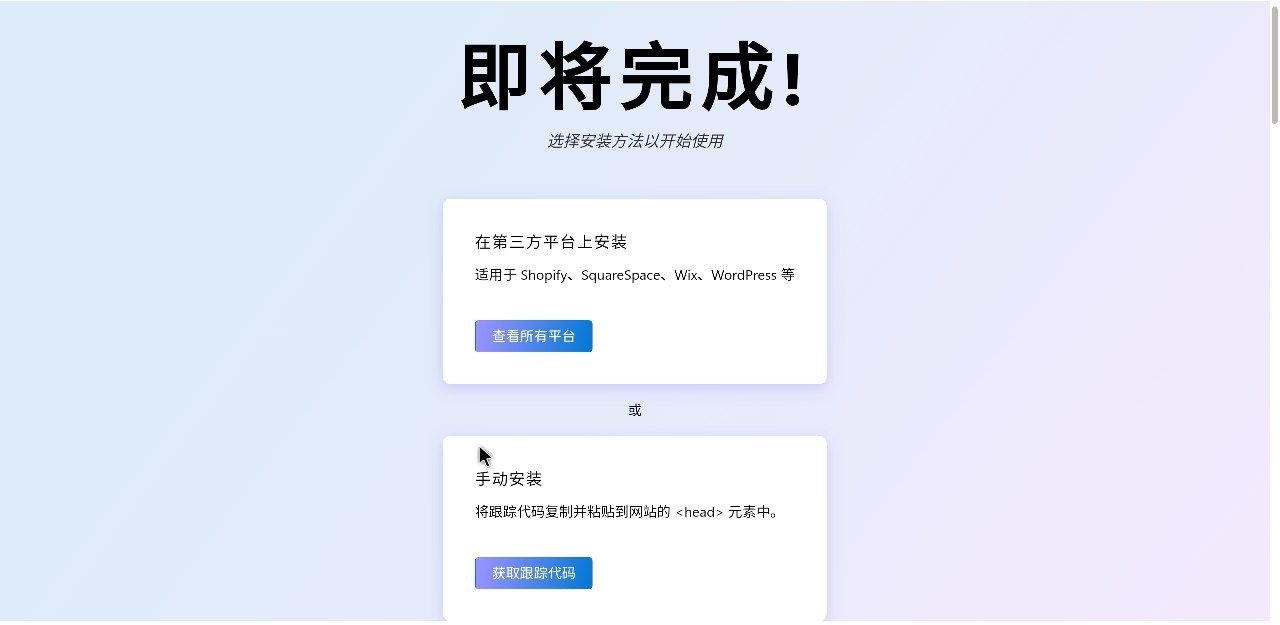 即将完成!
选择安装方法以开始使用
在第三方平台上安装
适用于 Shopify、SquareSpace、Wix、WordPress 等
查看所有平台
或
手动安装
将跟踪代码复制并粘贴到网站的 <head> 元素中。
获取跟踪代码